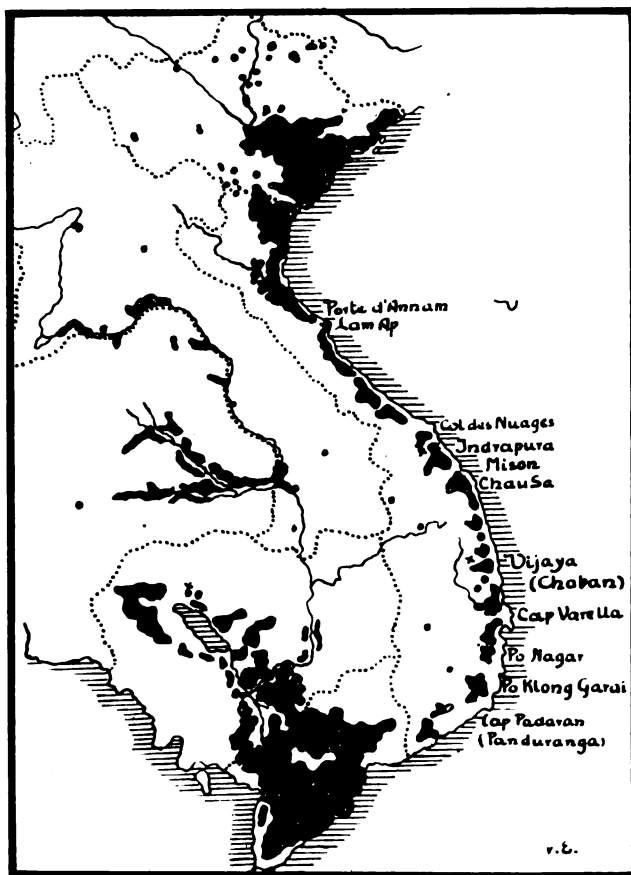 Porte d'Annam
Lam Ap
Col des Nuages
Indrapura
Mison
Chau Sa
Vijaya
(Choban)
Cap Varella
Po Nagar
Po Klong Garai
Cap Padaran
(Panduranga)
r.E.